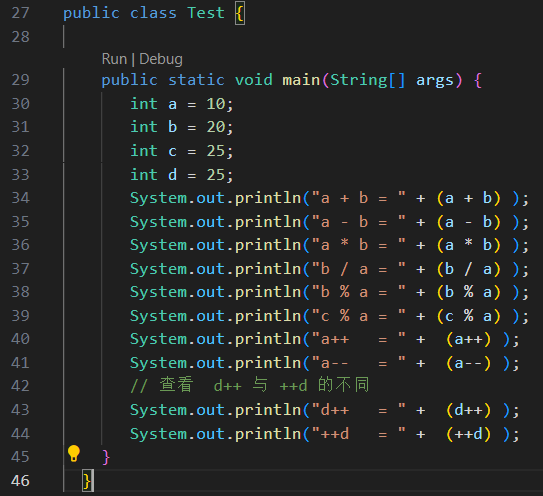 27 public class Test {
28
Run | Debug
29     public static void main(String[] args) {
30        int a = 10;
31        int b = 20;
32        int c = 25;
33        int d = 25;
34        System.out.println("a + b = " + (a + b) );
35        System.out.println("a - b = " + (a - b) );
36        System.out.println("a * b = " + (a * b) );
37        System.out.println("b / a = " + (b / a) );
38        System.out.println("b % a = " + (b % a) );
39        System.out.println("c % a = " + (c % a) );
40        System.out.println("a++   = " +  (a++) );
41        System.out.println("a--   = " +  (a--) );
42        // 查看  d++ 与 ++d 的不同
43        System.out.println("d++   = " +  (d++) );
44        System.out.println("++d   = " +  (++d) );
45     }
46   }